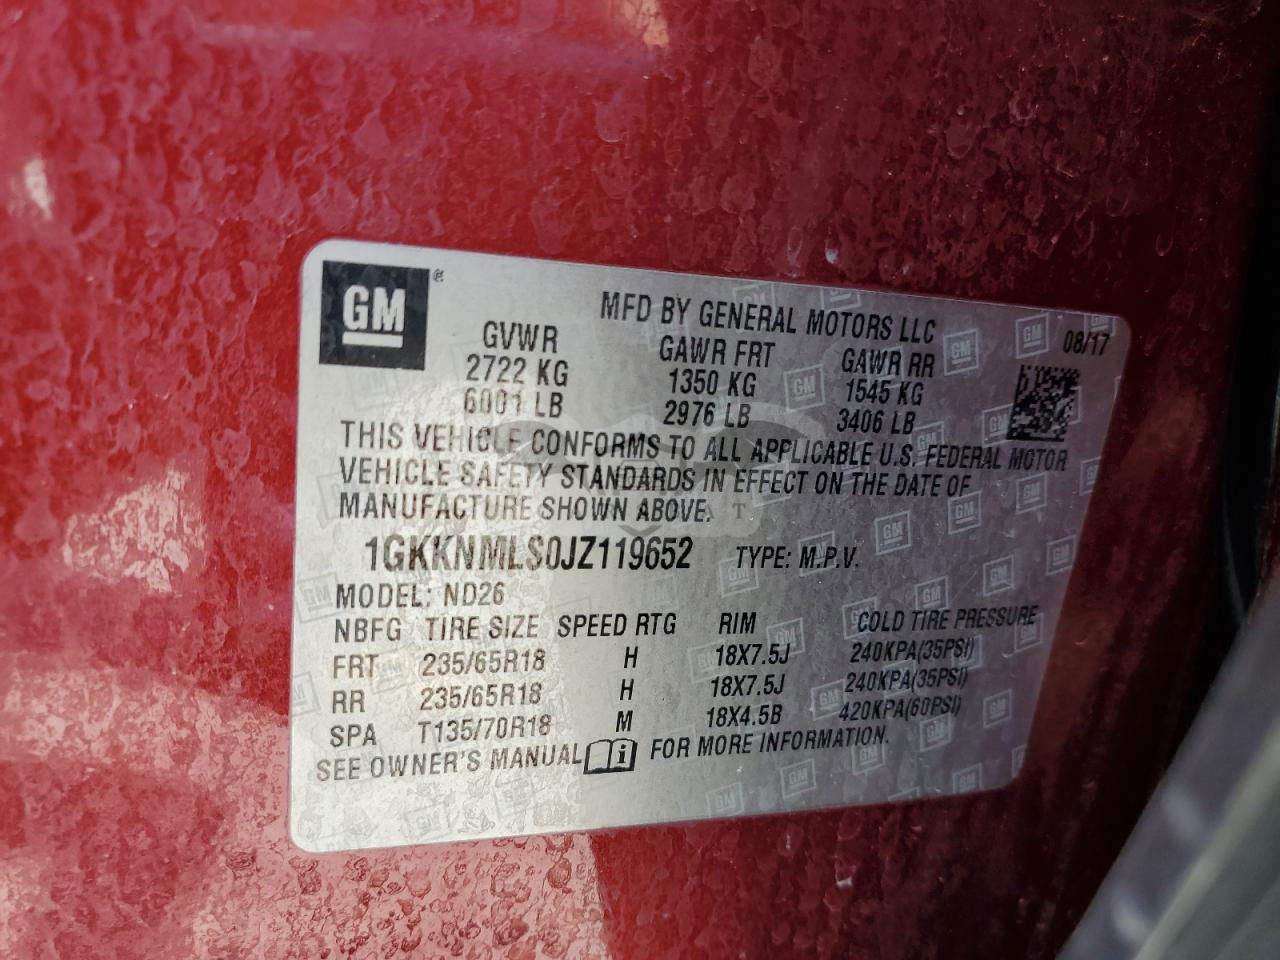 GM
MFD BY GENERAL MOTORS LLC
08/17
GVWR GAWR FRT GAWR RR
2722 KG 1350 KG 1545 KG
6001 LB 2976 LB 3406 LB
THIS VEHICLE CONFORMS TO ALL APPLICABLE U.S. FEDERAL MOTOR
VEHICLE SAFETY STANDARDS IN EFFECT ON THE DATE OF
MANUFACTURE SHOWN ABOVE.
1GKKNMLS0JZ119652 TYPE: M.P.V.
MODEL: ND26
NBFG TIRE SIZE SPEED RTG RIM COLD TIRE PRESSURE
FRT 235/65R18 H 18X7.5J 240KPA(35PSI)
RR 235/65R18 H 18X7.5J 240KPA(35PSI)
SPA T135/70R18 M 18X4.5B 420KPA(60PSI)
SEE OWNER'S MANUAL FOR MORE INFORMATION.